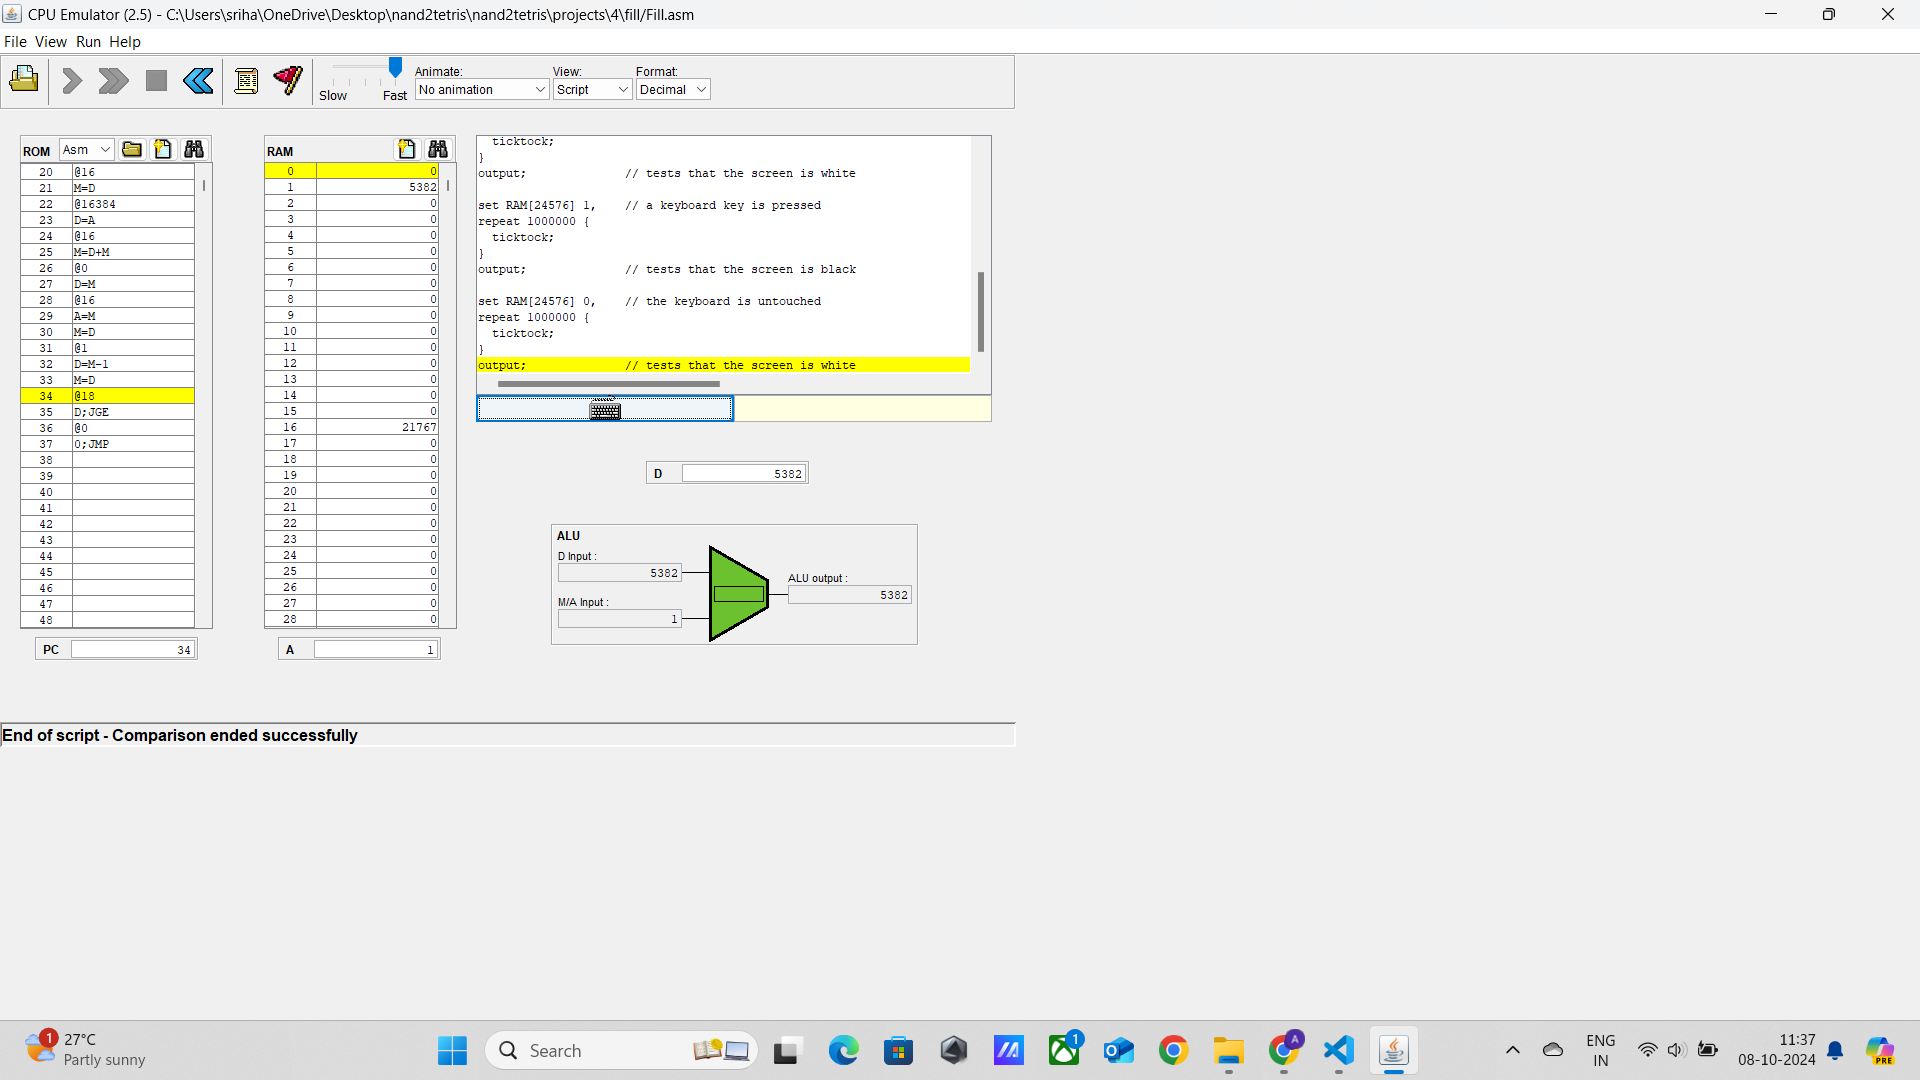 CPU Emulator (2.5) - C:\Users\sriha\OneDrive\Desktop\nand2tetris\nand2tetris\projects\4\fill/Fill.asm
File View Run Help
Slow Fast
Animate:
No animation
View:
Script
Format:
Decimal
ROM Asm
20 @16
21 M=D
22 @16384
23 D=A
24 @16
25 M=D+M
26 @0
27 D=M
28 @16
29 A=M
30 M=D
31 @1
32 D=M-1
33 M=D
34 @18
35 D;JGE
36 @0
37 0;JMP
38
39
40
41
42
43
44
45
46
47
48
PC 34
RAM
0 0
1 5382
2 0
3 0
4 0
5 0
6 0
7 0
8 0
9 0
10 0
11 0
12 0
13 0
14 0
15 0
16 21767
17 0
18 0
19 0
20 0
21 0
22 0
23 0
24 0
25 0
26 0
27 0
28 0
A 1
ticktock;
}
output; // tests that the screen is white
set RAM[24576] 1, // a keyboard key is pressed
repeat 1000000 {
ticktock;
}
output; // tests that the screen is black
set RAM[24576] 0, // the keyboard is untouched
repeat 1000000 {
ticktock;
}
output; // tests that the screen is white
D 5382
ALU
D Input :
5382
M/A Input :
1
ALU output :
5382
End of script - Comparison ended successfully
1
27°C
Partly sunny
Search
1
A
ENG
IN
11:37
08-10-2024
PRE